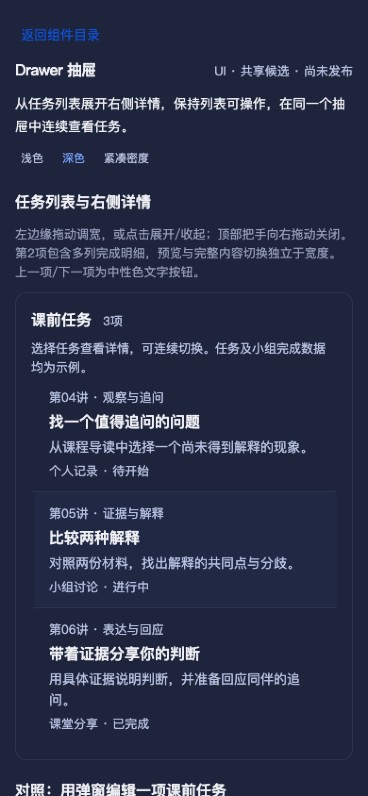 返回组件目录
Drawer 抽屉
UI · 共享候选 · 尚未发布
从任务列表展开右侧详情，保持列表可操作，在同一个抽
屉中连续查看任务。
浅色 深色 紧凑密度
任务列表与右侧详情
左边缘拖动调宽，或点击展开/收起；顶部把手向右拖动关闭。
第2项包含多列完成明细，预览与完整内容切换独立于宽度。
上一项/下一项为中性色文字按钮。
课前任务 3项
选择任务查看详情，可连续切换。任务及小组完成数据
均为示例。
第04讲 · 观察与追问
找一个值得追问的问题
从课程导读中选择一个尚未得到解释的现象。
个人记录 · 待开始
第05讲 · 证据与解释
比较两种解释
对照两份材料，找出解释的共同点与分歧。
小组讨论 · 进行中
第06讲 · 表达与回应
带着证据分享你的判断
用具体证据说明判断，并准备回应同伴的追
问。
课堂分享 · 已完成
对照：用弹窗编辑一项课前任务